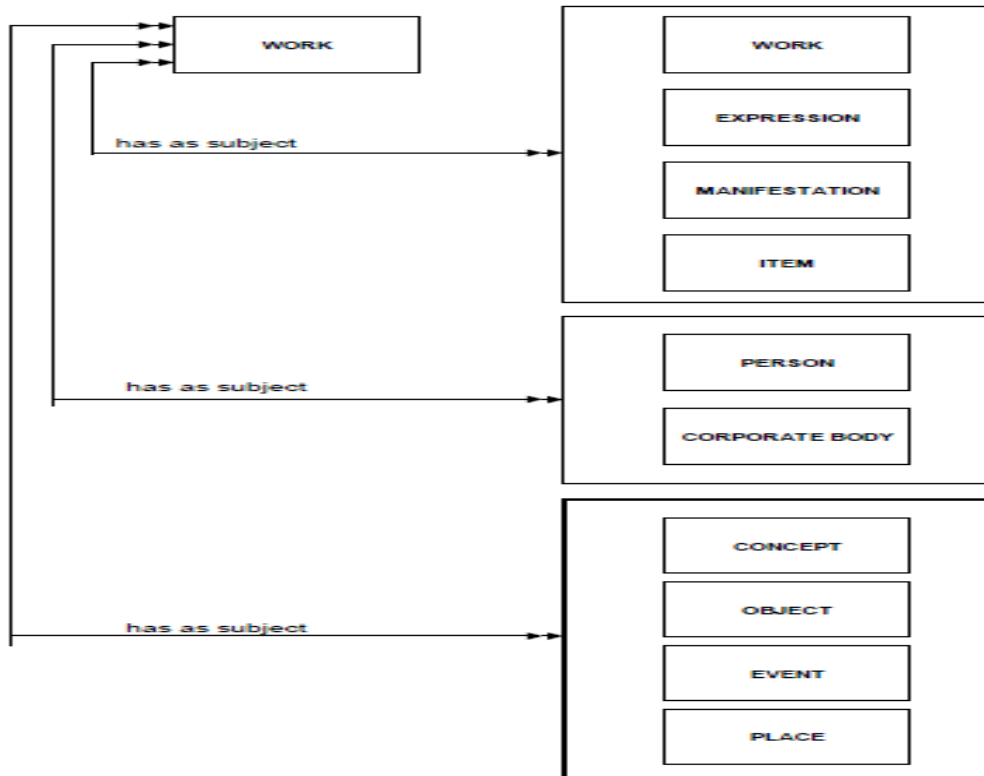 WORK
WORK
EXPRESSION
has as subject
MANIFESTATION
ITEM
PERSON
has as subject
CORPORATE BODY
CONCEPT
OBJECT
has as subject
EVENT
PLACE